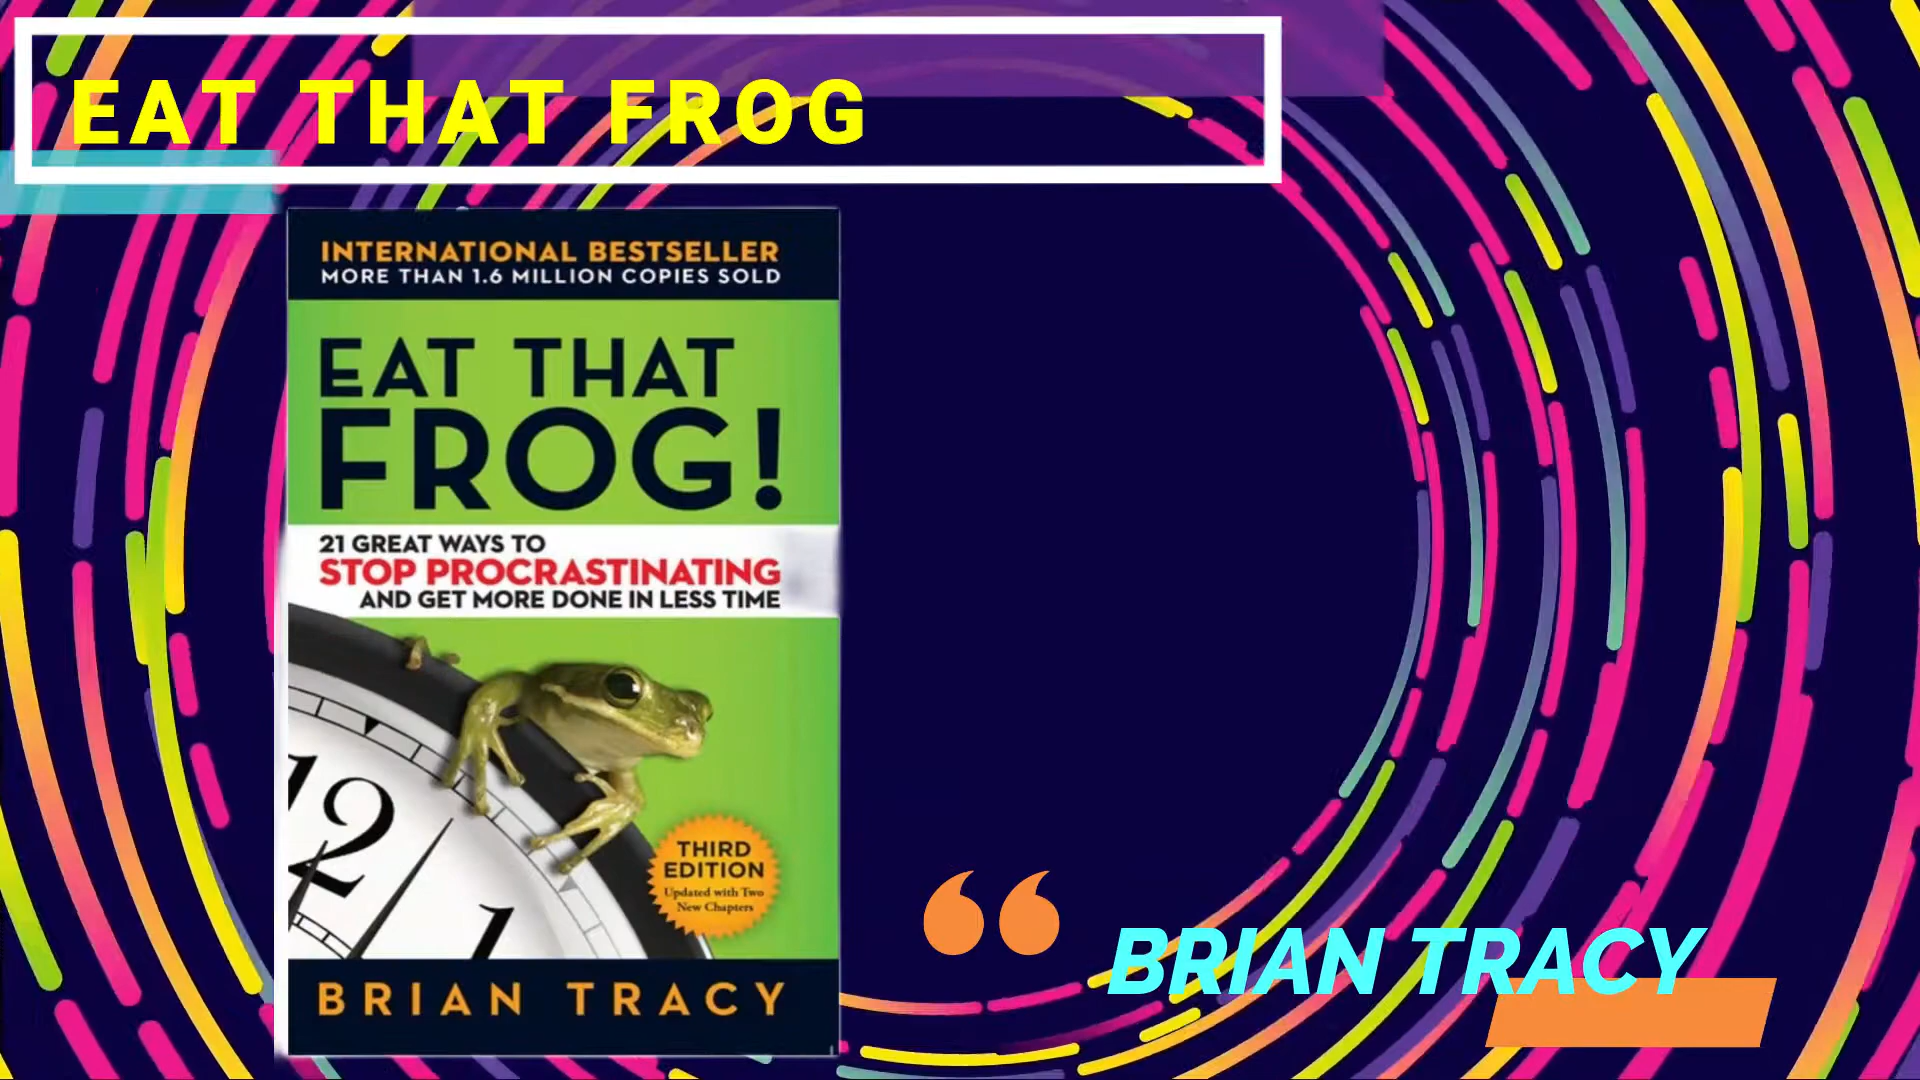 EAT THAT FROG
INTERNATIONAL BESTSELLER
MORE THAN 1.6 MILLION COPIES SOLD
EAT THAT
FROG!
21 GREAT WAYS TO
STOP PROCRASTINATING
AND GET MORE DONE IN LESS TIME
12
1
THIRD
EDITION
Updated with Two
New Chapters
BRIAN TRACY
“ BRIAN TRACY